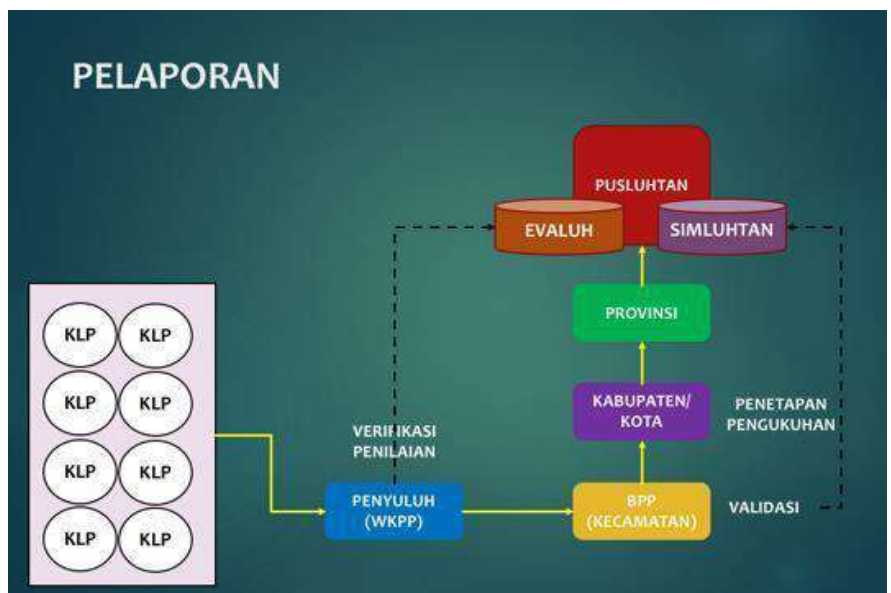 PELAPORAN
PUSLUHTAN
EVALUH
SIMLUHTAN
PROVINSI
KABUPATEN/
KOTA
PENETAPAN
PENGUKUHAN
VERIFIKASI
PENILAIAN
KLP KLP
KLP KLP
KLP KLP
KLP KLP
PENYULUH
(WKPP)
BPP
(KECAMATAN)
VALIDASI